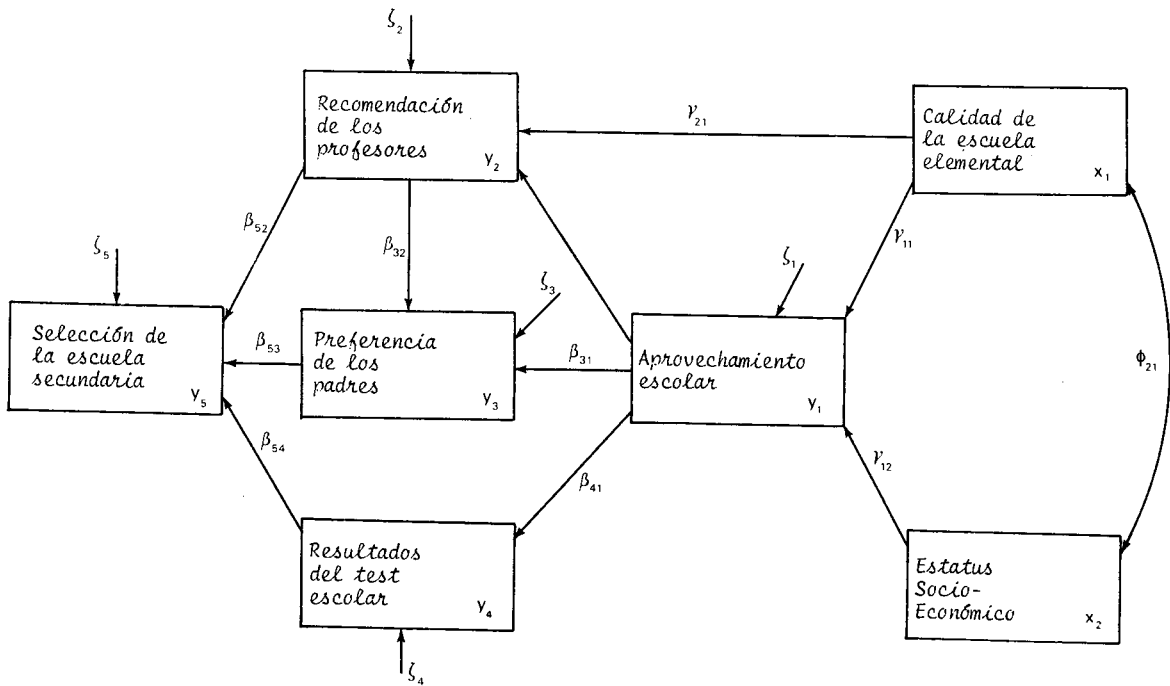 ζ₂
Recomendación
de los
profesores
y₂
γ₂₁
Calidad de
la escuela
elemental
x₁
β₅₂
β₃₂
γ₁₁
ζ₅
ζ₃
ζ₁
Selección de
la escuela
secundaria
y₅
β₅₃
Preferencia
de los
padres
y₃
β₃₁
Aprovechamiento
escolar
y₁
ϕ₂₁
β₅₄
β₄₁
γ₁₂
Resultados
del test
escolar
y₄
Estatus
Socio-
Económico
x₂
ζ₄